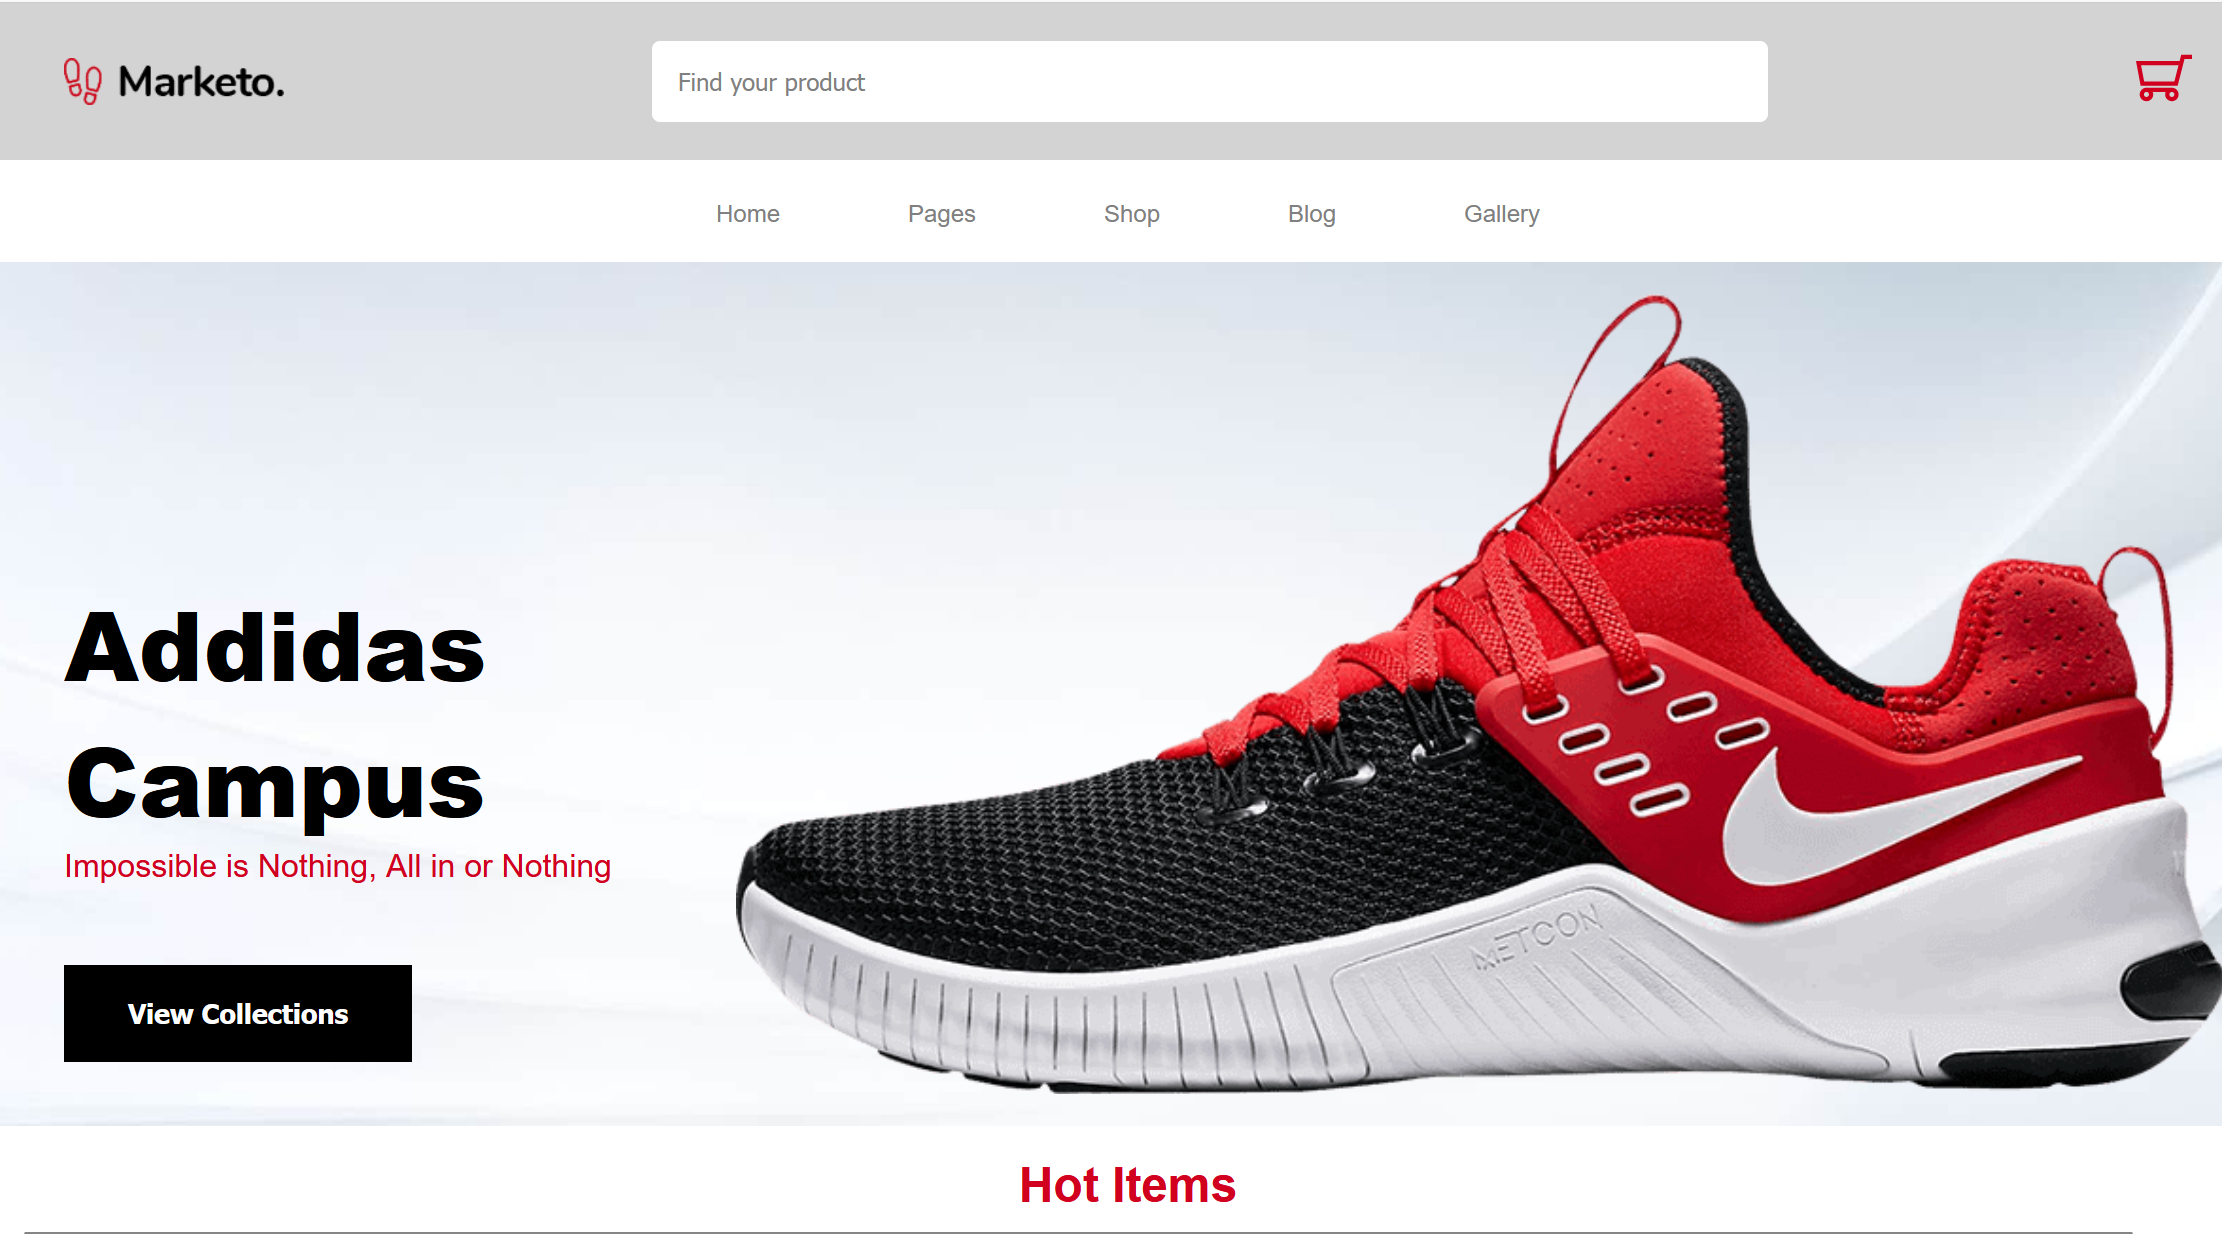 Marketo.
Find your product
Home Pages Shop Blog Gallery
Addidas
Campus
Impossible is Nothing, All in or Nothing
METCON
View Collections
Hot Items